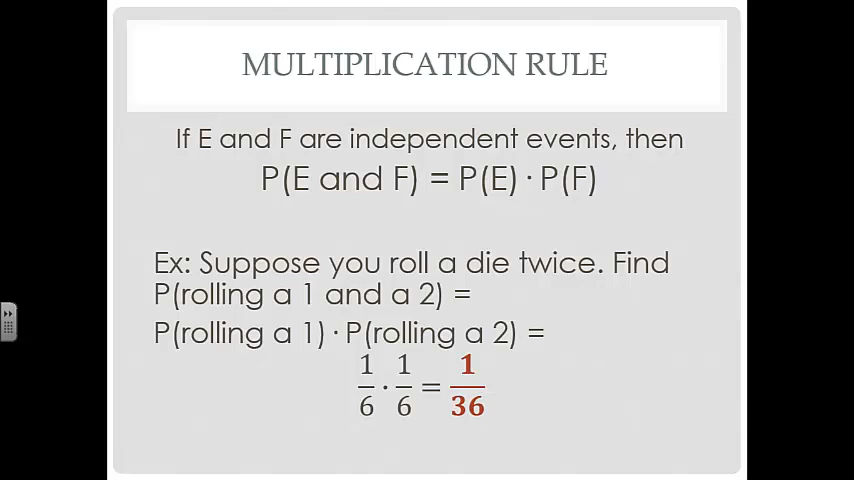 MULTIPLICATION RULE
If E and F are independent events, then
P(E and F) = P(E) · P(F)
Ex: Suppose you roll a die twice. Find
P(rolling a 1 and a 2) =
P(rolling a 1) · P(rolling a 2) =
1/6 · 1/6 = 1/36